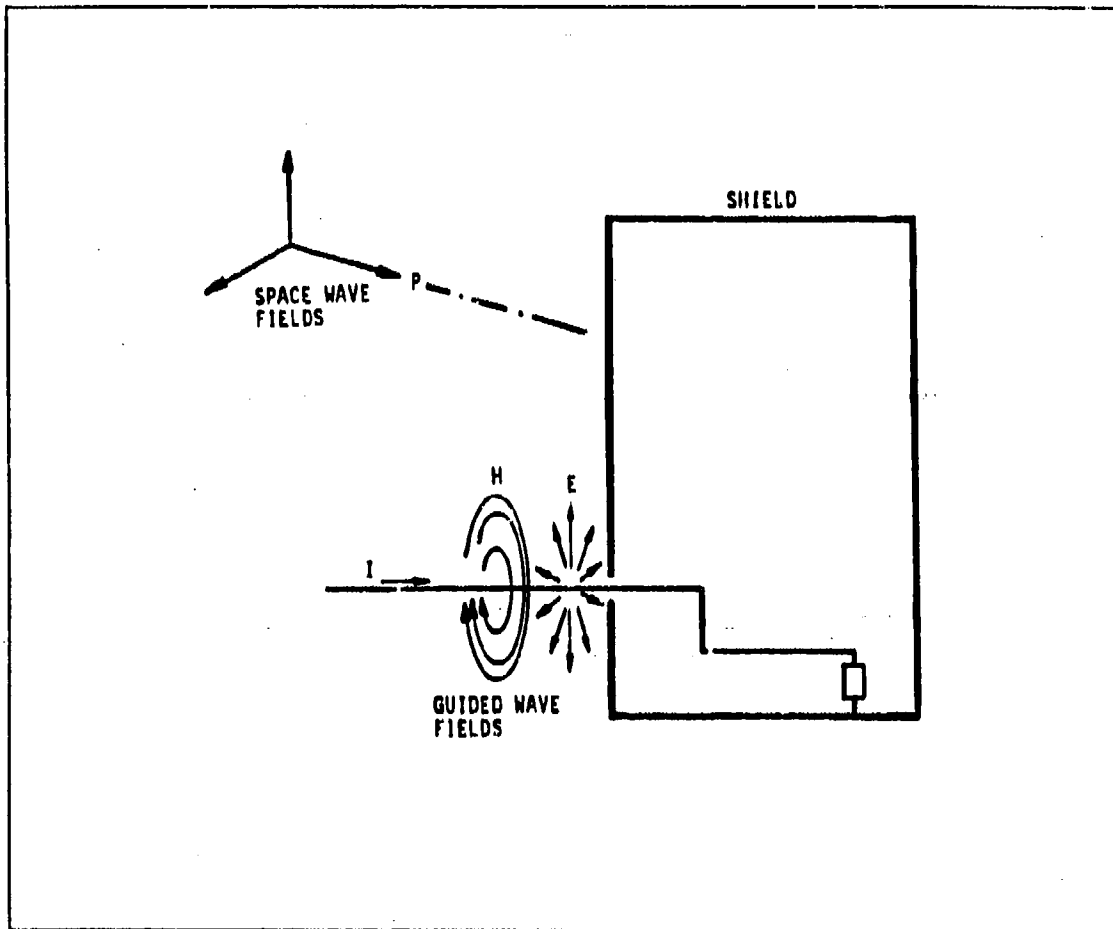 SHIELD
P
SPACE WAVE
FIELDS
H
E
I
GUIDED WAVE
FIELDS